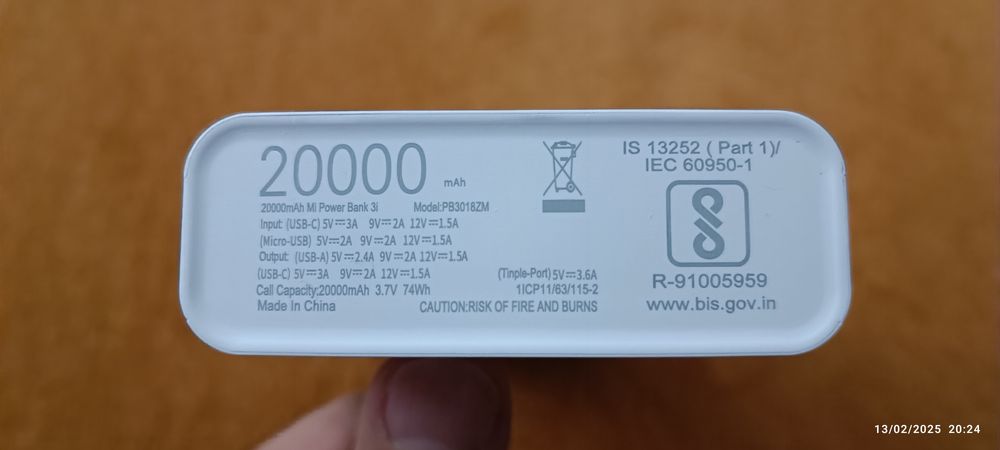 20000 mAh
20000mAh Mi Power Bank 3i Model:PB3018ZM
Input: (USB-C) 5V⎓3A 9V⎓2A 12V⎓1.5A
(Micro-USB) 5V⎓2A 9V⎓2A 12V⎓1.5A
Output: (USB-A) 5V⎓2.4A 9V⎓2A 12V⎓1.5A
(USB-C) 5V⎓3A 9V⎓2A 12V⎓1.5A (Tinple-Port) 5V⎓3.6A
Call Capacity:20000mAh 3.7V 74Wh 1ICP11/63/115-2
Made In China CAUTION:RISK OF FIRE AND BURNS
IS 13252 ( Part 1)/
IEC 60950-1
R-91005959
www.bis.gov.in
13/02/2025 20:24